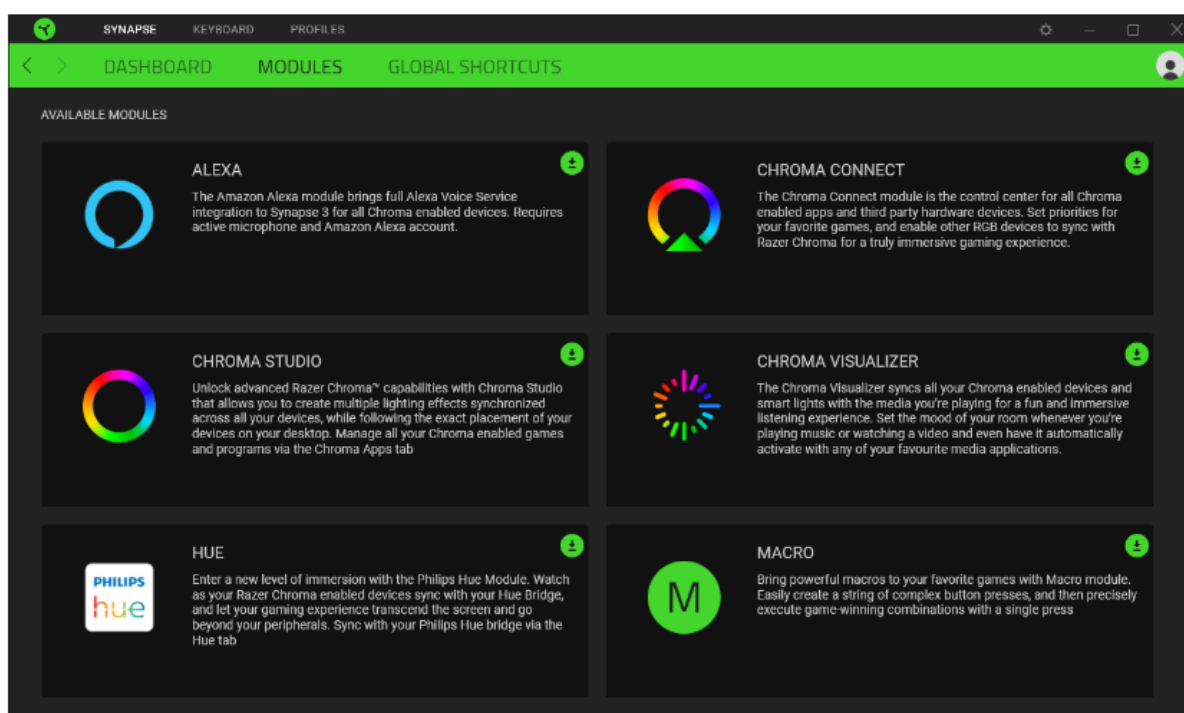 SYNAPSE KEYBOARD PROFILES
DASHBOARD MODULES GLOBAL SHORTCUTS
AVAILABLE MODULES
ALEXA
The Amazon Alexa module brings full Alexa Voice Service
integration to Synapse 3 for all Chroma enabled devices. Requires
active microphone and Amazon Alexa account.
CHROMA CONNECT
The Chroma Connect module is the control center for all Chroma
enabled apps and third party hardware devices. Set priorities for
your favorite games, and enable other RGB devices to sync with
Razer Chroma for a truly immersive gaming experience.
CHROMA STUDIO
Unlock advanced Razer Chroma™ capabilities with Chroma Studio
that allows you to create multiple lighting effects synchronized
across all your devices, while following the exact placement of your
devices on your desktop. Manage all your Chroma enabled games
and programs via the Chroma Apps tab
CHROMA VISUALIZER
The Chroma Visualizer syncs all your Chroma enabled devices and
smart lights with the media you're playing for a fun and immersive
listening experience. Set the mood of your room whenever you're
playing music or watching a video and even have it automatically
activate with any of your favourite media applications.
PHILIPS
hue
HUE
Enter a new level of immersion with the Philips Hue Module. Watch
as your Razer Chroma enabled devices sync with your Hue Bridge,
and let your gaming experience transcend the screen and go
beyond your peripherals. Sync with your Philips Hue bridge via the
Hue tab
M
MACRO
Bring powerful macros to your favorite games with Macro module.
Easily create a string of complex button presses, and then precisely
execute game-winning combinations with a single press